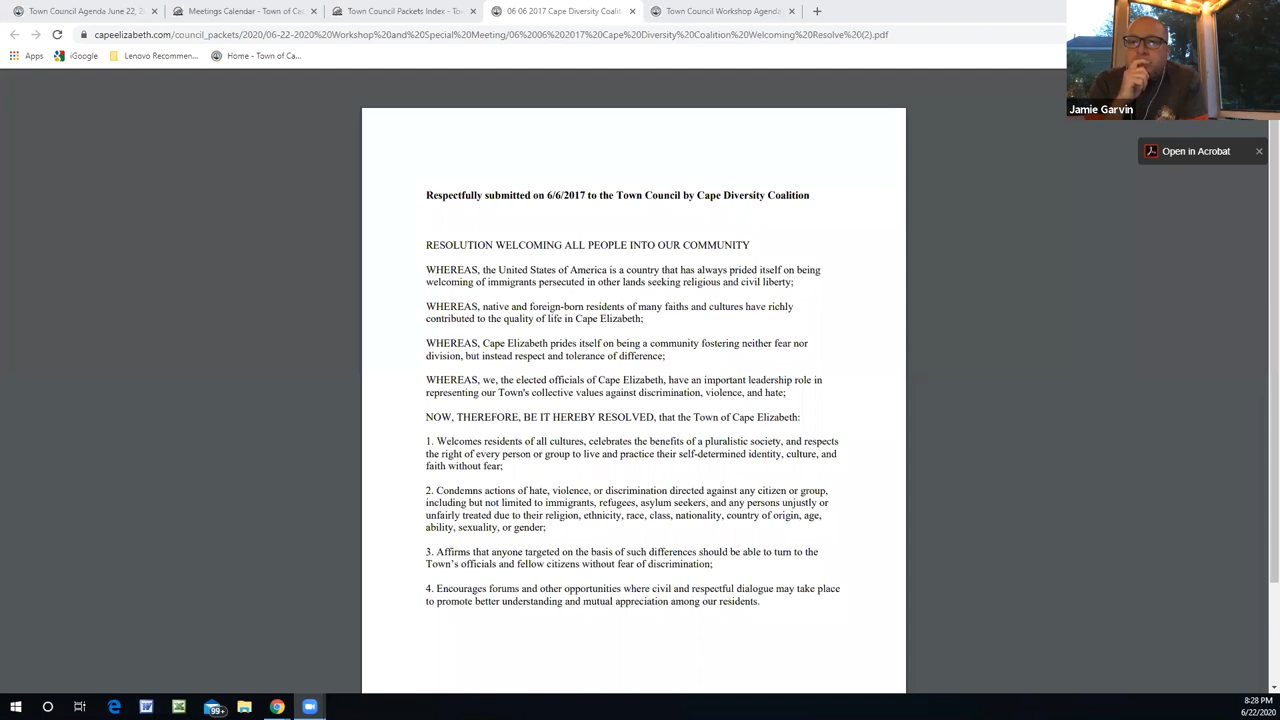 Town Council Agenda June 22, 2
Meetings Calendar - Town of Ca
Town Council Packets Index - To
06 06 2017 Cape Diversity Coalit
Town Council Workshop Agenda
capeelizabeth.com/council_packets/2020/06-22-2020%20Workshop%20and%20Special%20Meeting/06%2006%202017%20Cape%20Diversity%20Coalition%20Welcoming%20Resolve%20(2).pdf
Apps
iGoogle
Lenovo Recommen...
Home - Town of Ca...
Jamie Garvin
Open in Acrobat
Respectfully submitted on 6/6/2017 to the Town Council by Cape Diversity Coalition
RESOLUTION WELCOMING ALL PEOPLE INTO OUR COMMUNITY
WHEREAS, the United States of America is a country that has always prided itself on being
welcoming of immigrants persecuted in other lands seeking religious and civil liberty;
WHEREAS, native and foreign-born residents of many faiths and cultures have richly
contributed to the quality of life in Cape Elizabeth;
WHEREAS, Cape Elizabeth prides itself on being a community fostering neither fear nor
division, but instead respect and tolerance of difference;
WHEREAS, we, the elected officials of Cape Elizabeth, have an important leadership role in
representing our Town's collective values against discrimination, violence, and hate;
NOW, THEREFORE, BE IT HEREBY RESOLVED, that the Town of Cape Elizabeth:
1. Welcomes residents of all cultures, celebrates the benefits of a pluralistic society, and respects
the right of every person or group to live and practice their self-determined identity, culture, and
faith without fear;
2. Condemns actions of hate, violence, or discrimination directed against any citizen or group,
including but not limited to immigrants, refugees, asylum seekers, and any persons unjustly or
unfairly treated due to their religion, ethnicity, race, class, nationality, country of origin, age,
ability, sexuality, or gender;
3. Affirms that anyone targeted on the basis of such differences should be able to turn to the
Town's officials and fellow citizens without fear of discrimination;
4. Encourages forums and other opportunities where civil and respectful dialogue may take place
to promote better understanding and mutual appreciation among our residents.
99+
8:28 PM
6/22/2020